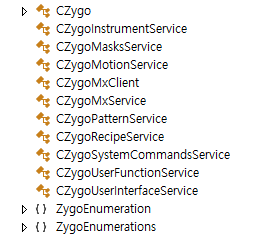 CZygo
CZygoInstrumentService
CZygoMasksService
CZygoMotionService
CZygoMxClient
CZygoMxService
CZygoPatternService
CZygoRecipeService
CZygoSystemCommandsService
CZygoUserFunctionService
CZygoUserInterfaceService
{ } ZygoEnumeration
{ } ZygoEnumerations